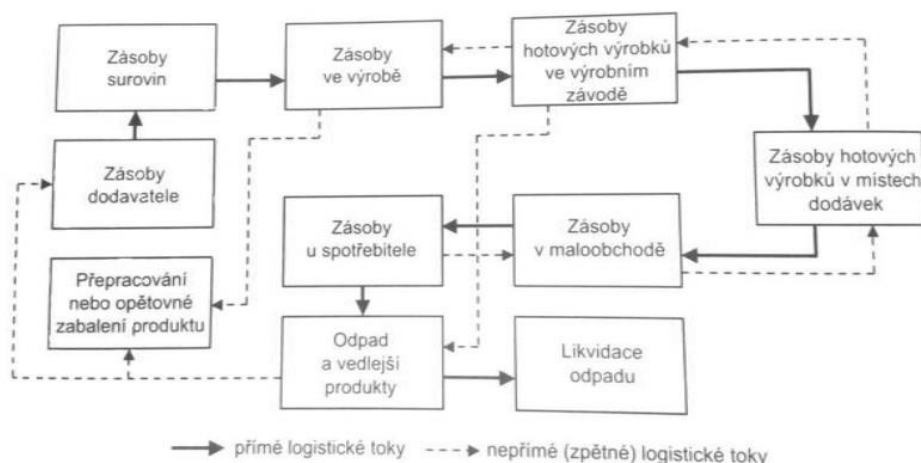 Zásoby
surovin
Zásoby
ve výrobě
Zásoby
hotových výrobků
ve výrobním
závodě
Zásoby
dodavatele
Zásoby hotových
výrobků v místech
dodávek
Zásoby
u spotřebitele
Zásoby
v maloobchodě
Přepracování
nebo opětovné
zabalení produktu
Odpad
a vedlejší
produkty
Likvidace
odpadu
přímé logistické toky
nepřímé (zpětné) logistické toky